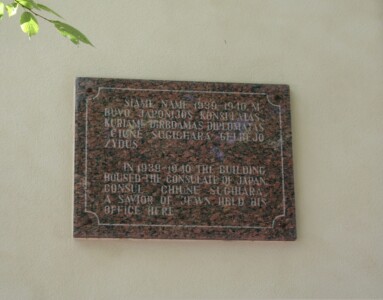 ŠIAME NAME 1939-1940 M.
BUVO JAPONIJOS KONSULATAS
KURIAME DIRBDAMAS DIPLOMATAS
CHIUNE SUGIHARA GELBĖJO
ŽYDUS
IN 1939-1940 THE BUILDING
HOUSED THE CONSULATE OF JAPAN
CONSUL CHIUNE SUGIHARA,
A SAVIOR OF JEWS, HELD HIS
OFFICE HERE